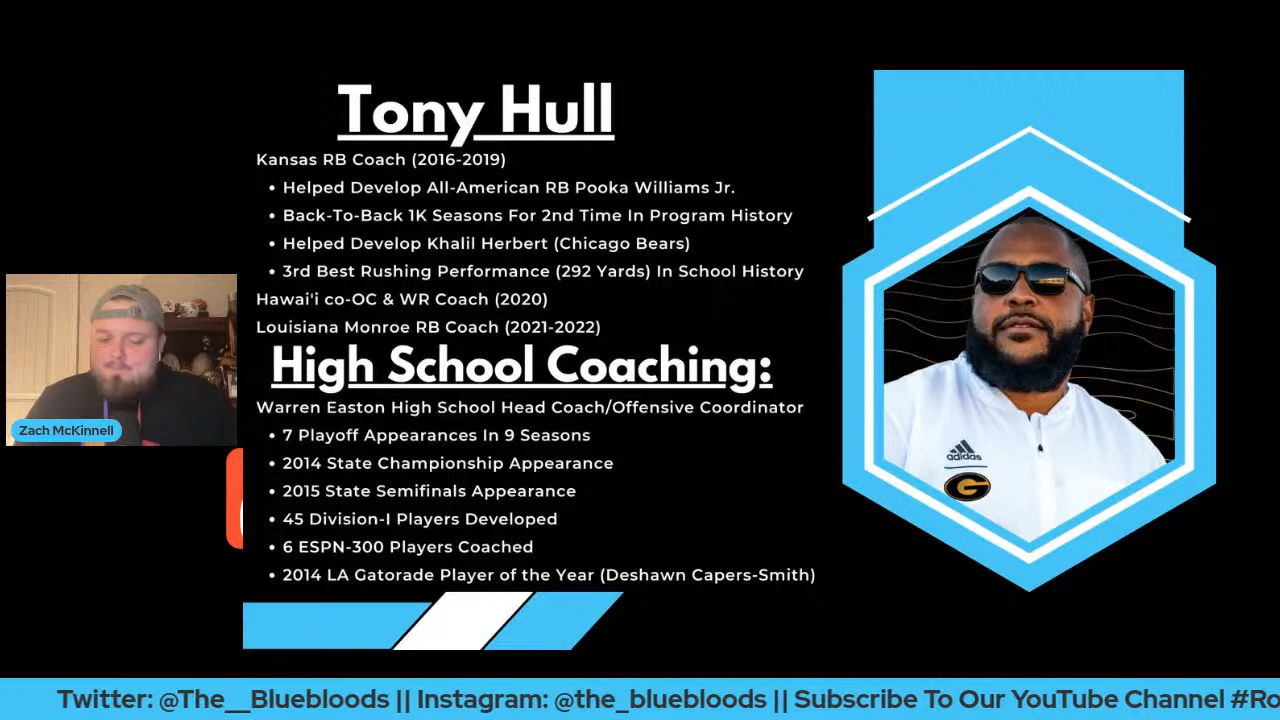 Tony Hull
Kansas RB Coach (2016-2019)
• Helped Develop All-American RB Pooka Williams Jr.
• Back-To-Back 1K Seasons For 2nd Time In Program History
• Helped Develop Khalil Herbert (Chicago Bears)
• 3rd Best Rushing Performance (292 Yards) In School History
Hawai'i co-OC & WR Coach (2020)
Louisiana Monroe RB Coach (2021-2022)
High School Coaching:
Warren Easton High School Head Coach/Offensive Coordinator
• 7 Playoff Appearances In 9 Seasons
• 2014 State Championship Appearance
• 2015 State Semifinals Appearance
• 45 Division-I Players Developed
• 6 ESPN-300 Players Coached
• 2014 LA Gatorade Player of the Year (Deshawn Capers-Smith)
adidas
G
Zach McKinnell
Twitter: @The__Bluebloods || Instagram: @the_bluebloods || Subscribe To Our YouTube Channel #Ro